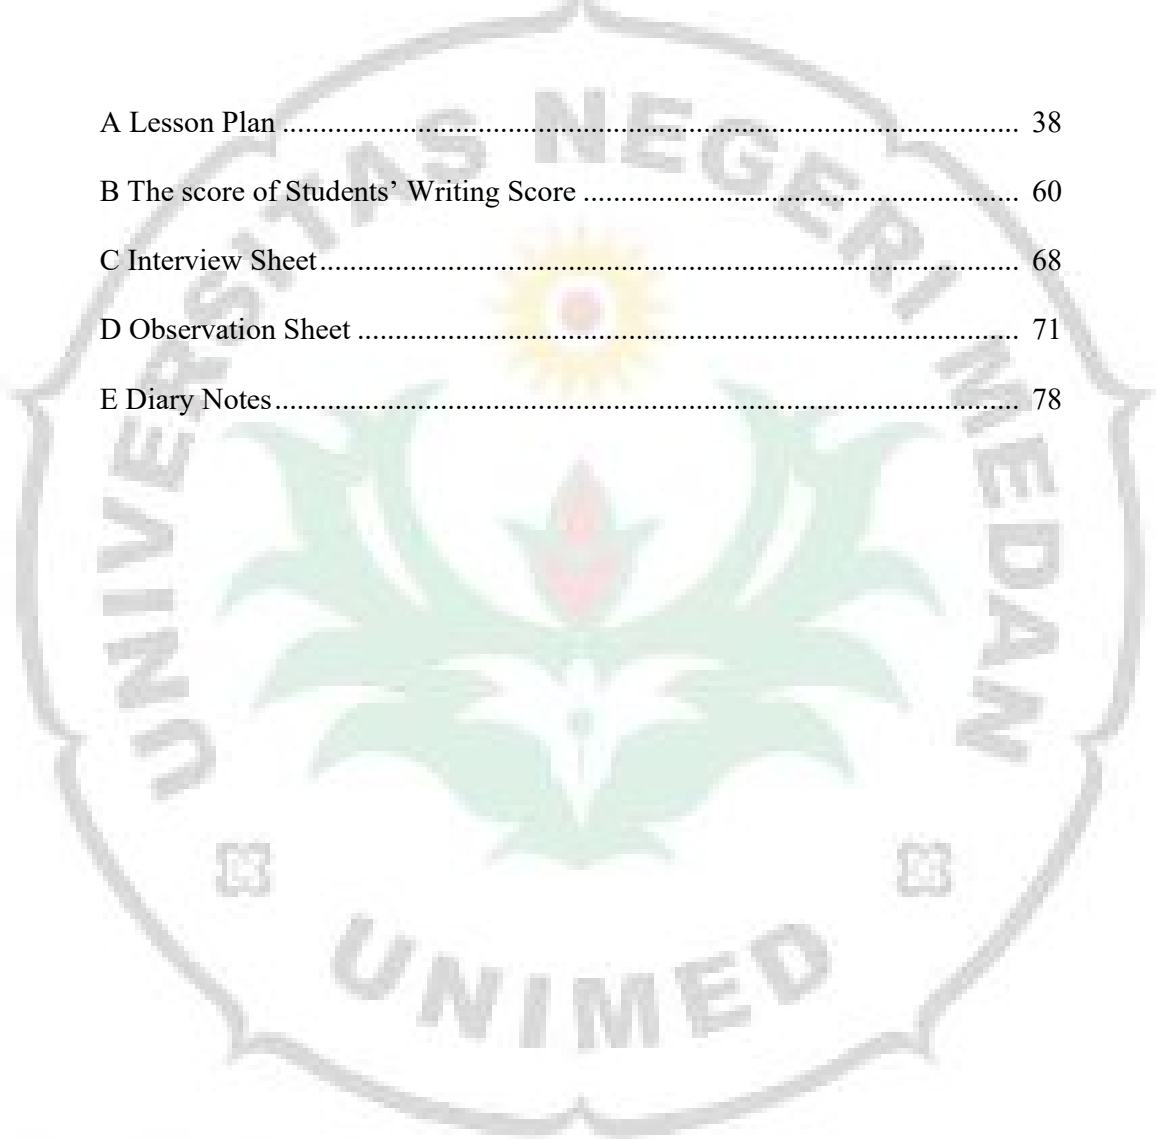 A Lesson Plan ........................................................................................... 38
B The score of Students’ Writing Score ...................................................... 60
C Interview Sheet....................................................................................... 68
D Observation Sheet .................................................................................. 71
E Diary Notes............................................................................................. 78
UNIVERSITAS NEGERI MEDAN
UNIMED